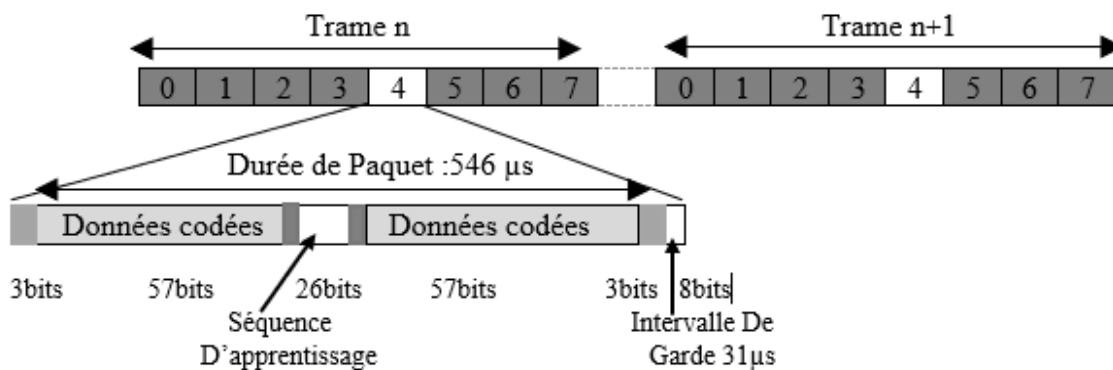 Trame n
Trame n+1
0 1 2 3 4 5 6 7
0 1 2 3 4 5 6 7
Durée de Paquet :546 µs
Données codées
Données codées
3bits 57bits 26bits 57bits 3bits 8bits
Séquence
D’apprentissage
Intervalle De
Garde 31µs